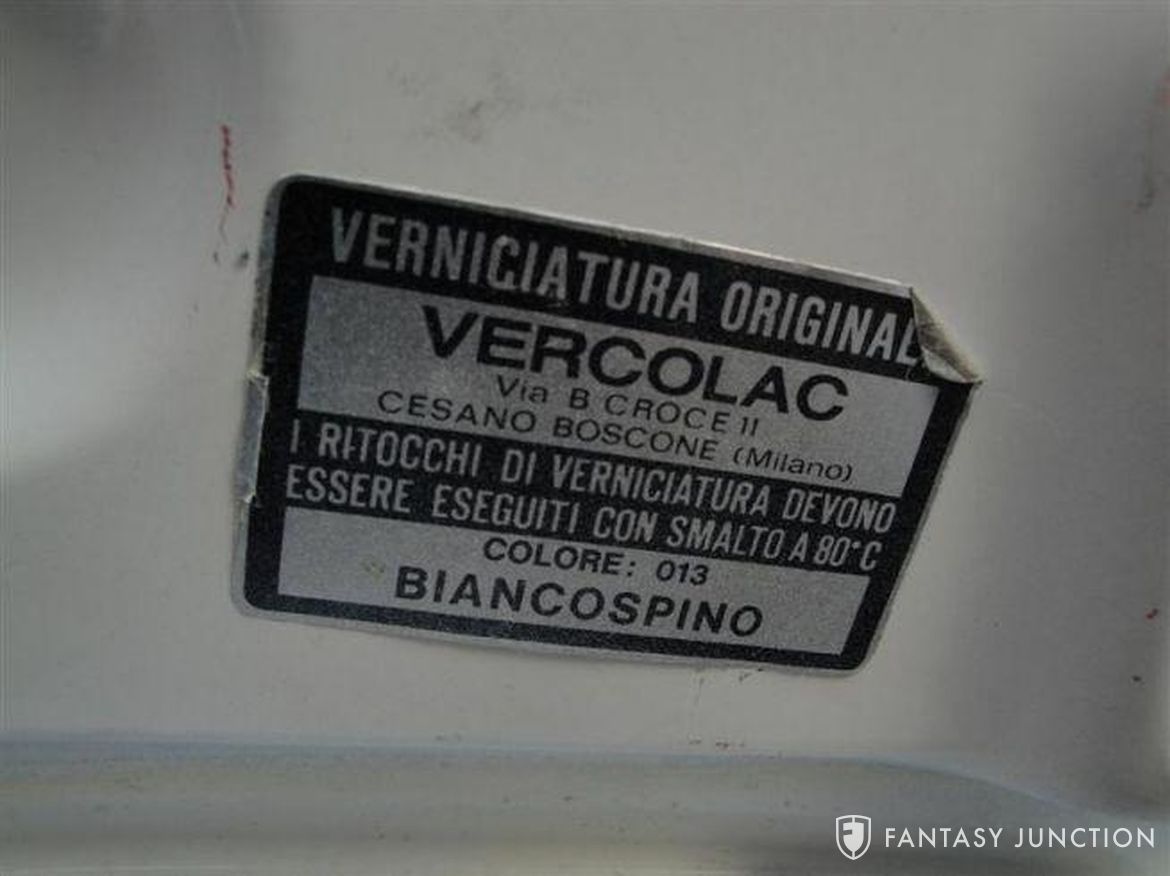 VERNICIATURA ORIGINAL
VERCOLAC
Via B CROCE 11
CESANO BOSCONE (Milano)
I RITOCCHI DI VERNICIATURA DEVONO
ESSERE ESEGUITI CON SMALTO A 80°C
COLORE: 013
BIANCOSPINO
FANTASY JUNCTION